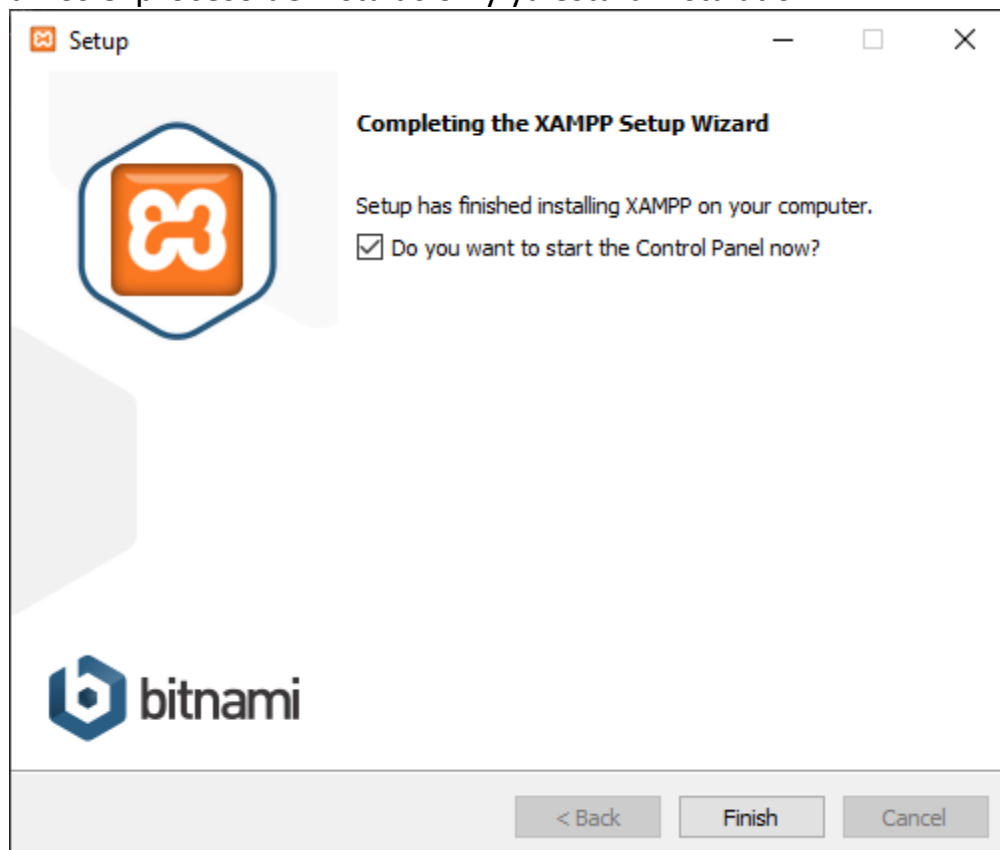 Setup
Completing the XAMPP Setup Wizard
Setup has finished installing XAMPP on your computer.
Do you want to start the Control Panel now?
bitnami
< Back
Finish
Cancel